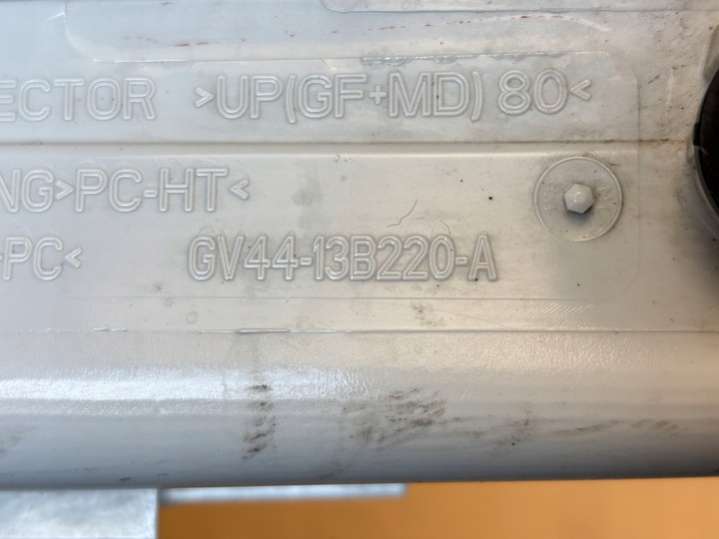 ECTOR >UP(GF+MD) 80<
NG>PC-HT<
>PC< GV44-13B220-A